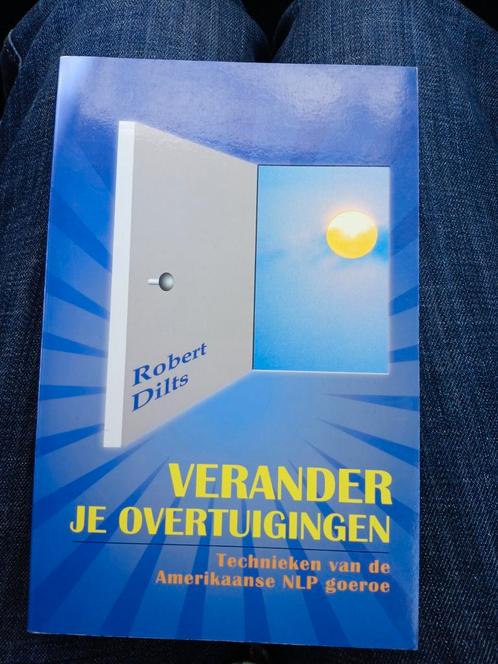 Robert
Dilts
VERANDER
JE OVERTUIGINGEN
Technieken van de
Amerikaanse NLP goeroe